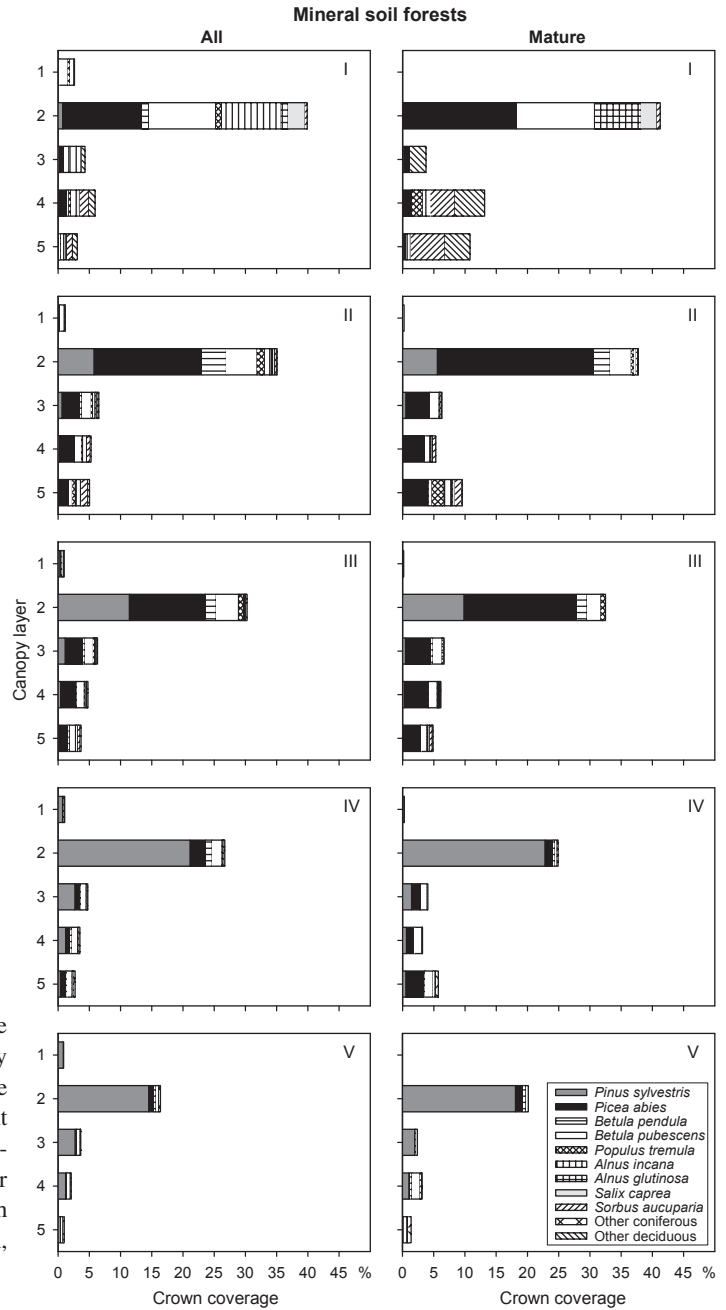 Mineral soil forests
All
Mature
I
1
2
3
4
5
I
II
1
2
3
4
5
II
III
1
2
3
4
5
III
Canopy layer
IV
1
2
3
4
5
IV
V
1
2
3
4
5
V
Pinus sylvestris
Picea abies
Betula pendula
Betula pubescens
Populus tremula
Alnus incana
Alnus glutinosa
Salix caprea
Sorbus aucuparia
Other coniferous
Other deciduous
0 5 10 15 20 25 30 35 40 45 %
0 5 10 15 20 25 30 35 40 45 %
Crown coverage
Crown coverage
e
y
e
t
-
r
n
,